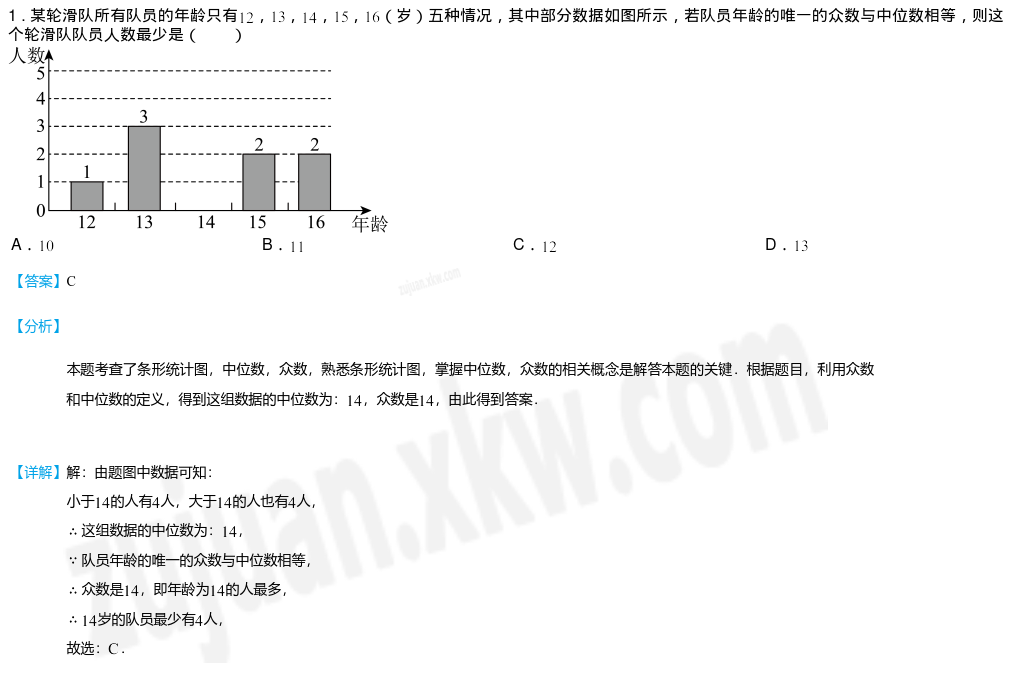 1．某轮滑队所有队员的年龄只有12，13，14，15，16（岁）五种情况，其中部分数据如图所示，若队员年龄的唯一的众数与中位数相等，则这
个轮滑队队员人数最少是（　　）
人数
5
4
3
2
1
0
1
3
2
2
12
13
14
15
16
年龄
A．10　B．11　C．12　D．13
【答案】C
zujuan.xkw.com
【分析】
本题考查了条形统计图，中位数，众数，熟悉条形统计图，掌握中位数，众数的相关概念是解答本题的关键．根据题目，利用众数
和中位数的定义，得到这组数据的中位数为：14，众数是14，由此得到答案．
【详解】解：由题图中数据可知：
小于14的人有4人，大于14的人也有4人，
∴这组数据的中位数为：14，
∵队员年龄的唯一的众数与中位数相等，
∴众数是14，即年龄为14的人最多，
∴14岁的队员最少有4人，
故选：C．
zujuan.xkw.com